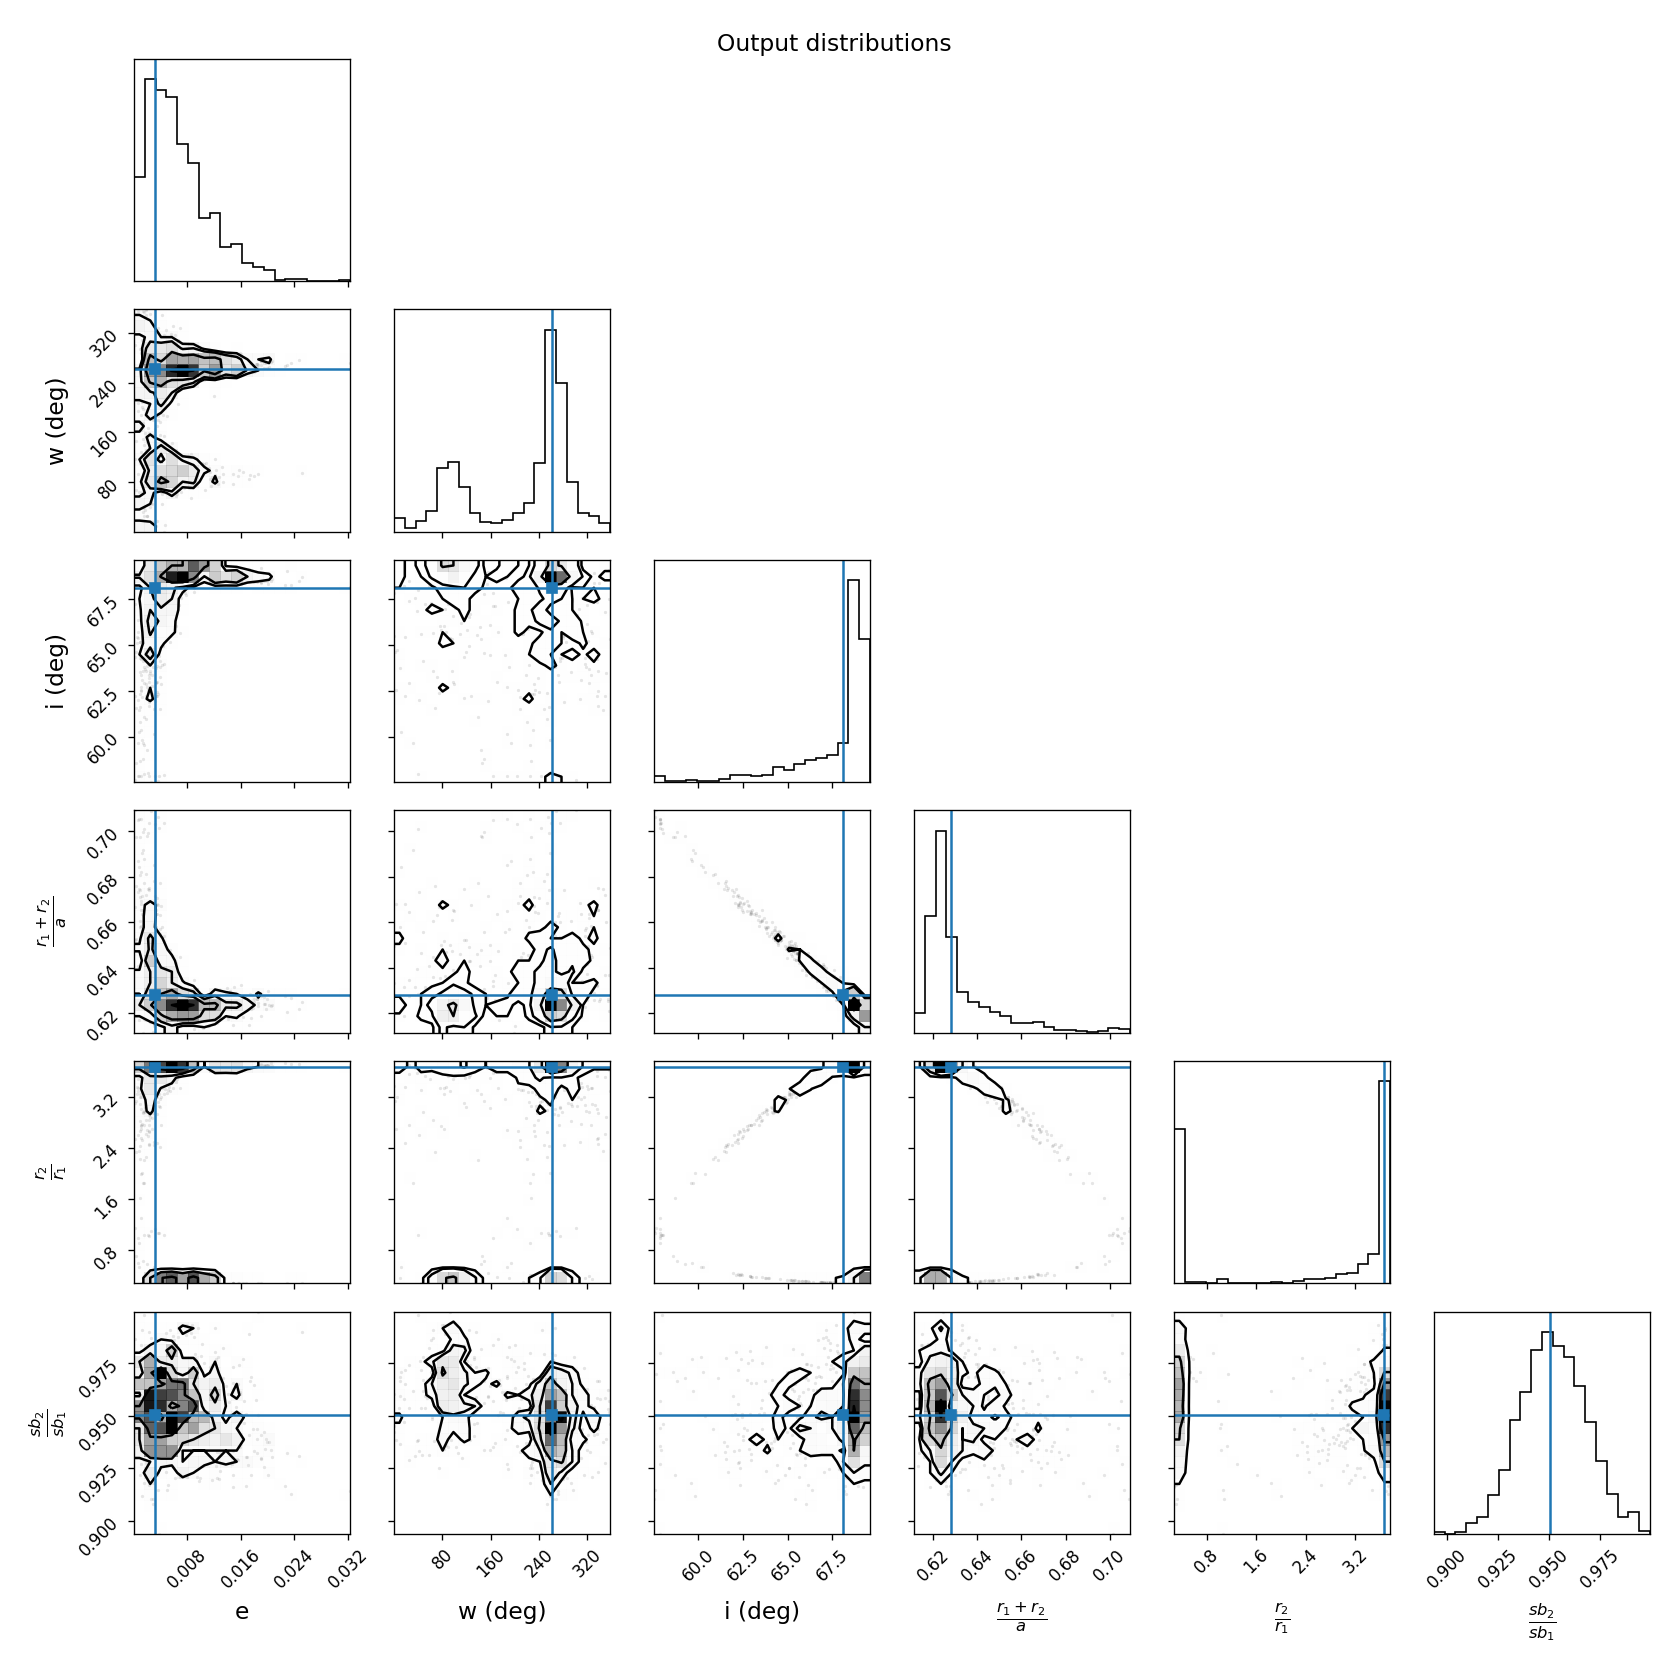 Output distributions
w (deg)
320
240
160
80
i (deg)
67.5
65.0
62.5
60.0
r1 + r2
a
0.70
0.68
0.66
0.64
0.62
r2
r1
3.2
2.4
1.6
0.8
sb2
sb1
0.975
0.950
0.925
0.900
0.008 0.016 0.024 0.032 80 160 240 320 60.0 62.5 65.0 67.5 0.62 0.64 0.66 0.68 0.70 0.8 1.6 2.4 3.2 0.900 0.925 0.950 0.975
e w (deg) i (deg) r1 + r2 r2 sb2
a r1 sb1